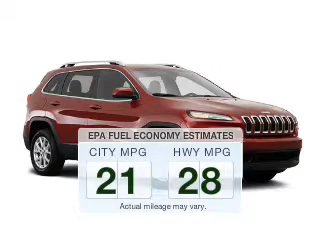 EPA FUEL ECONOMY ESTIMATES
CITY MPG HWY MPG
21 28
Actual mileage may vary.